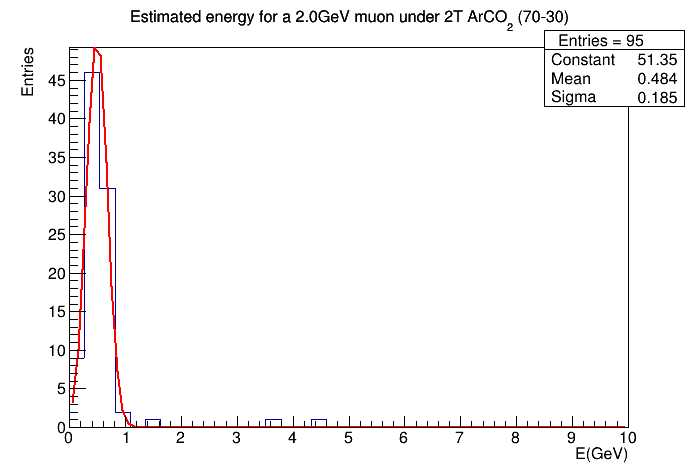 Estimated energy for a 2.0GeV muon under 2T ArCO2 (70-30)
Entries = 95
Constant 51.35
Mean 0.484
Sigma 0.185
Entries
45
40
35
30
25
20
15
10
5
0
0 1 2 3 4 5 6 7 8 9 10
E(GeV)